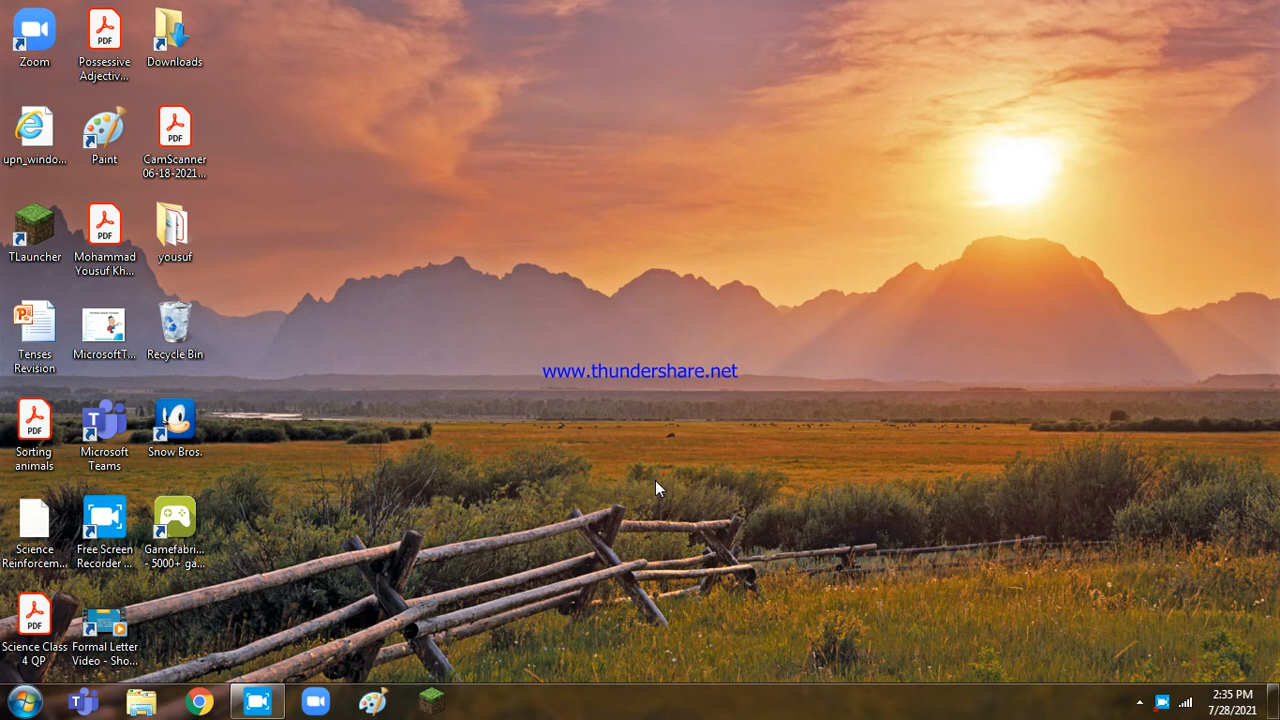 Zoom
Possessive
Adjectiv...
Downloads
upn_windo...
Paint
CamScanner
06-18-2021...
TLauncher
Mohammad
Yousuf Kh...
yousuf
Tenses
Revision
MicrosoftT...
Recycle Bin
www.thundershare.net
Sorting
animals
Microsoft
Teams
Snow Bros.
Science
Reinforcem...
Free Screen
Recorder ...
Gamefabri...
- 5000+ ga...
Science Class
4 QP
Formal Letter
Video - Sho...
2:35 PM
7/28/2021